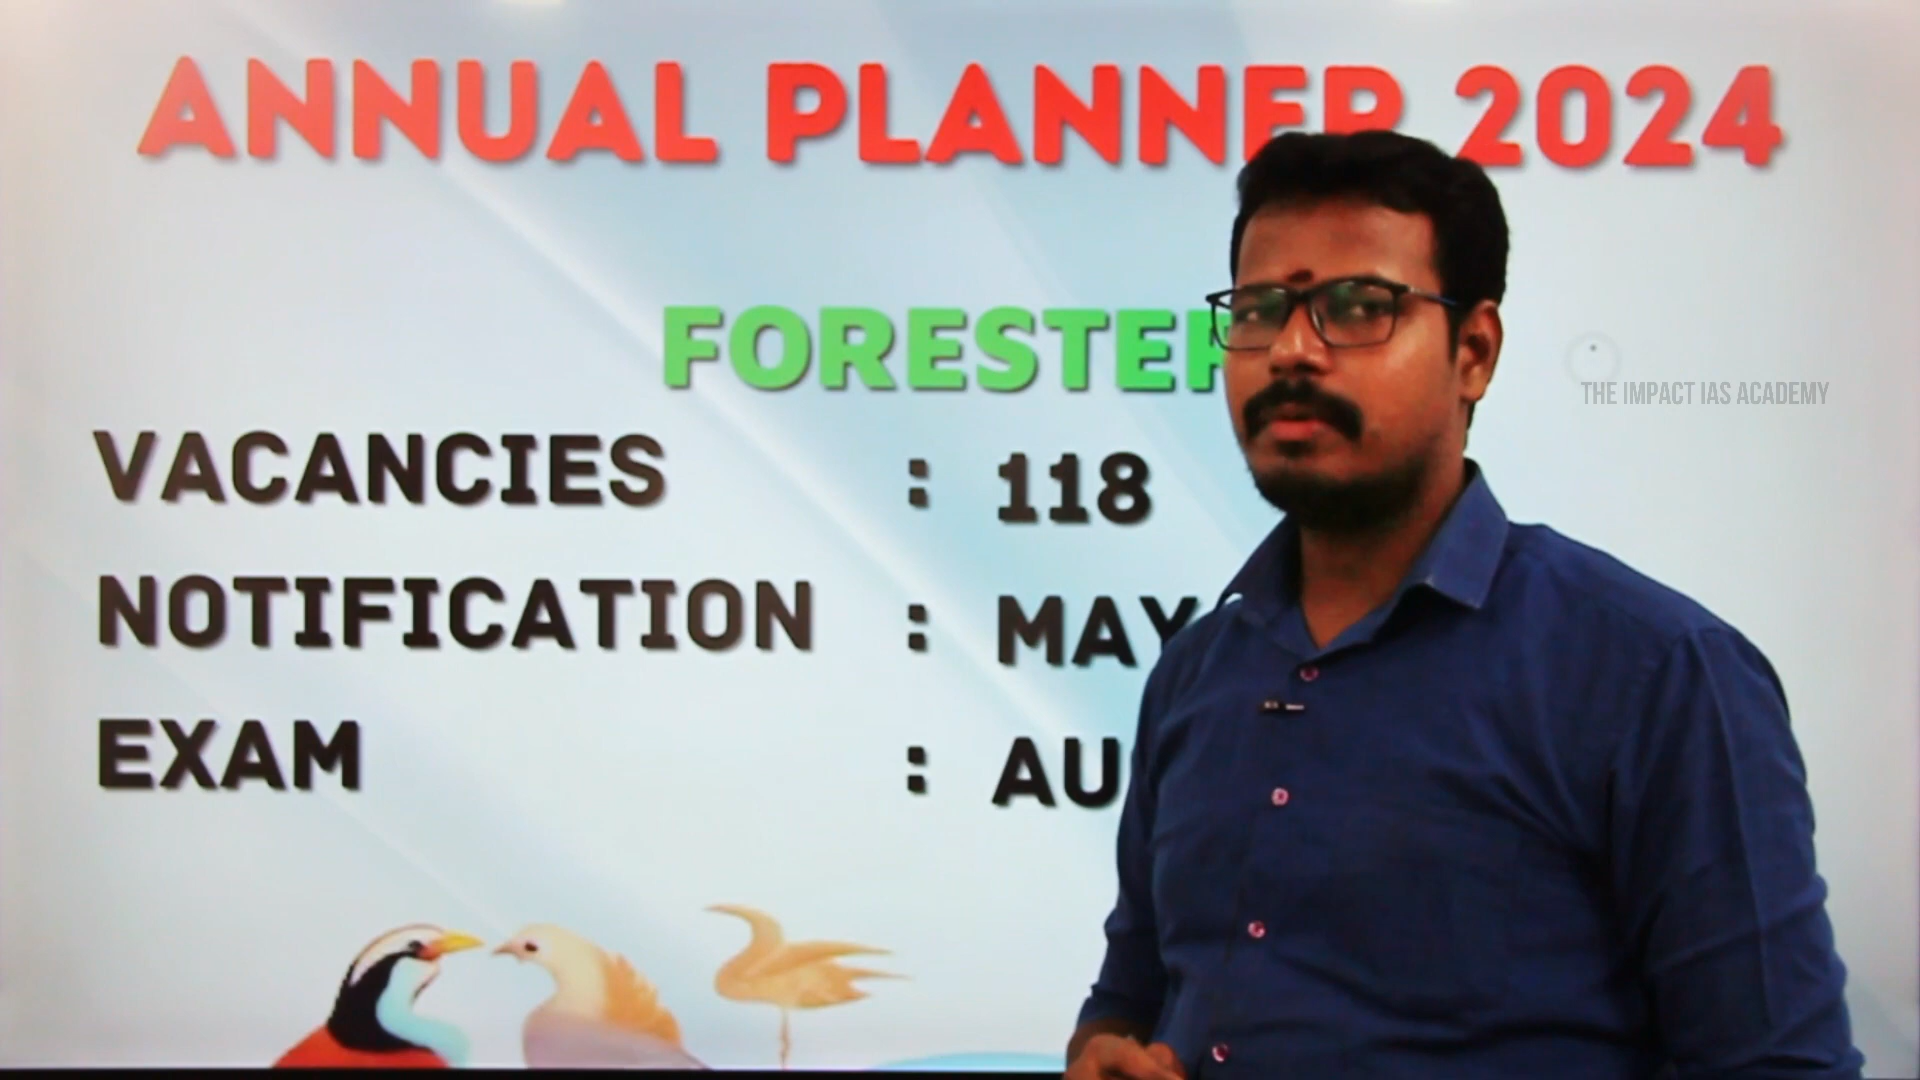 ANNUAL PLANNER 2024
FORESTER
THE IMPACT IAS ACADEMY
VACANCIES : 118
NOTIFICATION : MAY
EXAM :